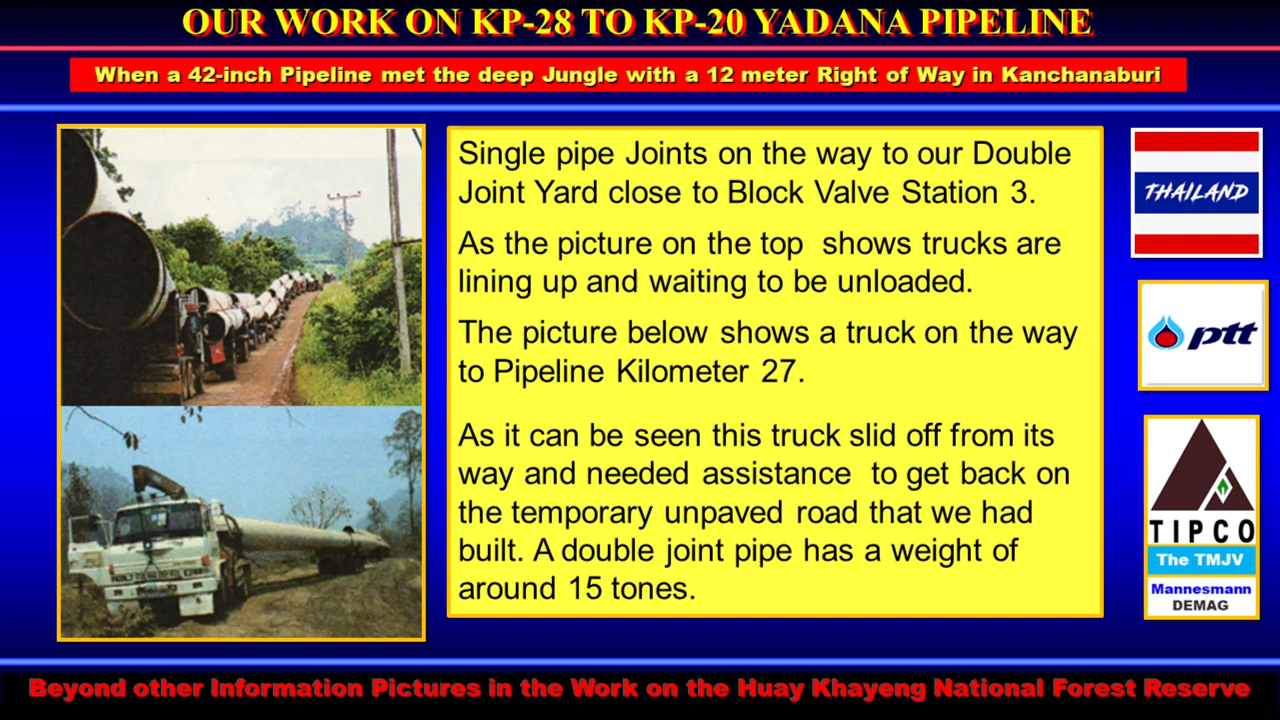 OUR WORK ON KP-28 TO KP-20 YADANA PIPELINE
When a 42-inch Pipeline met the deep Jungle with a 12 meter Right of Way in Kanchanaburi
Single pipe Joints on the way to our Double
Joint Yard close to Block Valve Station 3.
As the picture on the top shows trucks are
lining up and waiting to be unloaded.
The picture below shows a truck on the way
to Pipeline Kilometer 27.
As it can be seen this truck slid off from its
way and needed assistance to get back on
the temporary unpaved road that we had
built. A double joint pipe has a weight of
around 15 tones.
THAILAND
ptt
TIPCO
The TMJV
Mannesmann
DEMAG
Beyond other Information Pictures in the Work on the Huay Khayeng National Forest Reserve